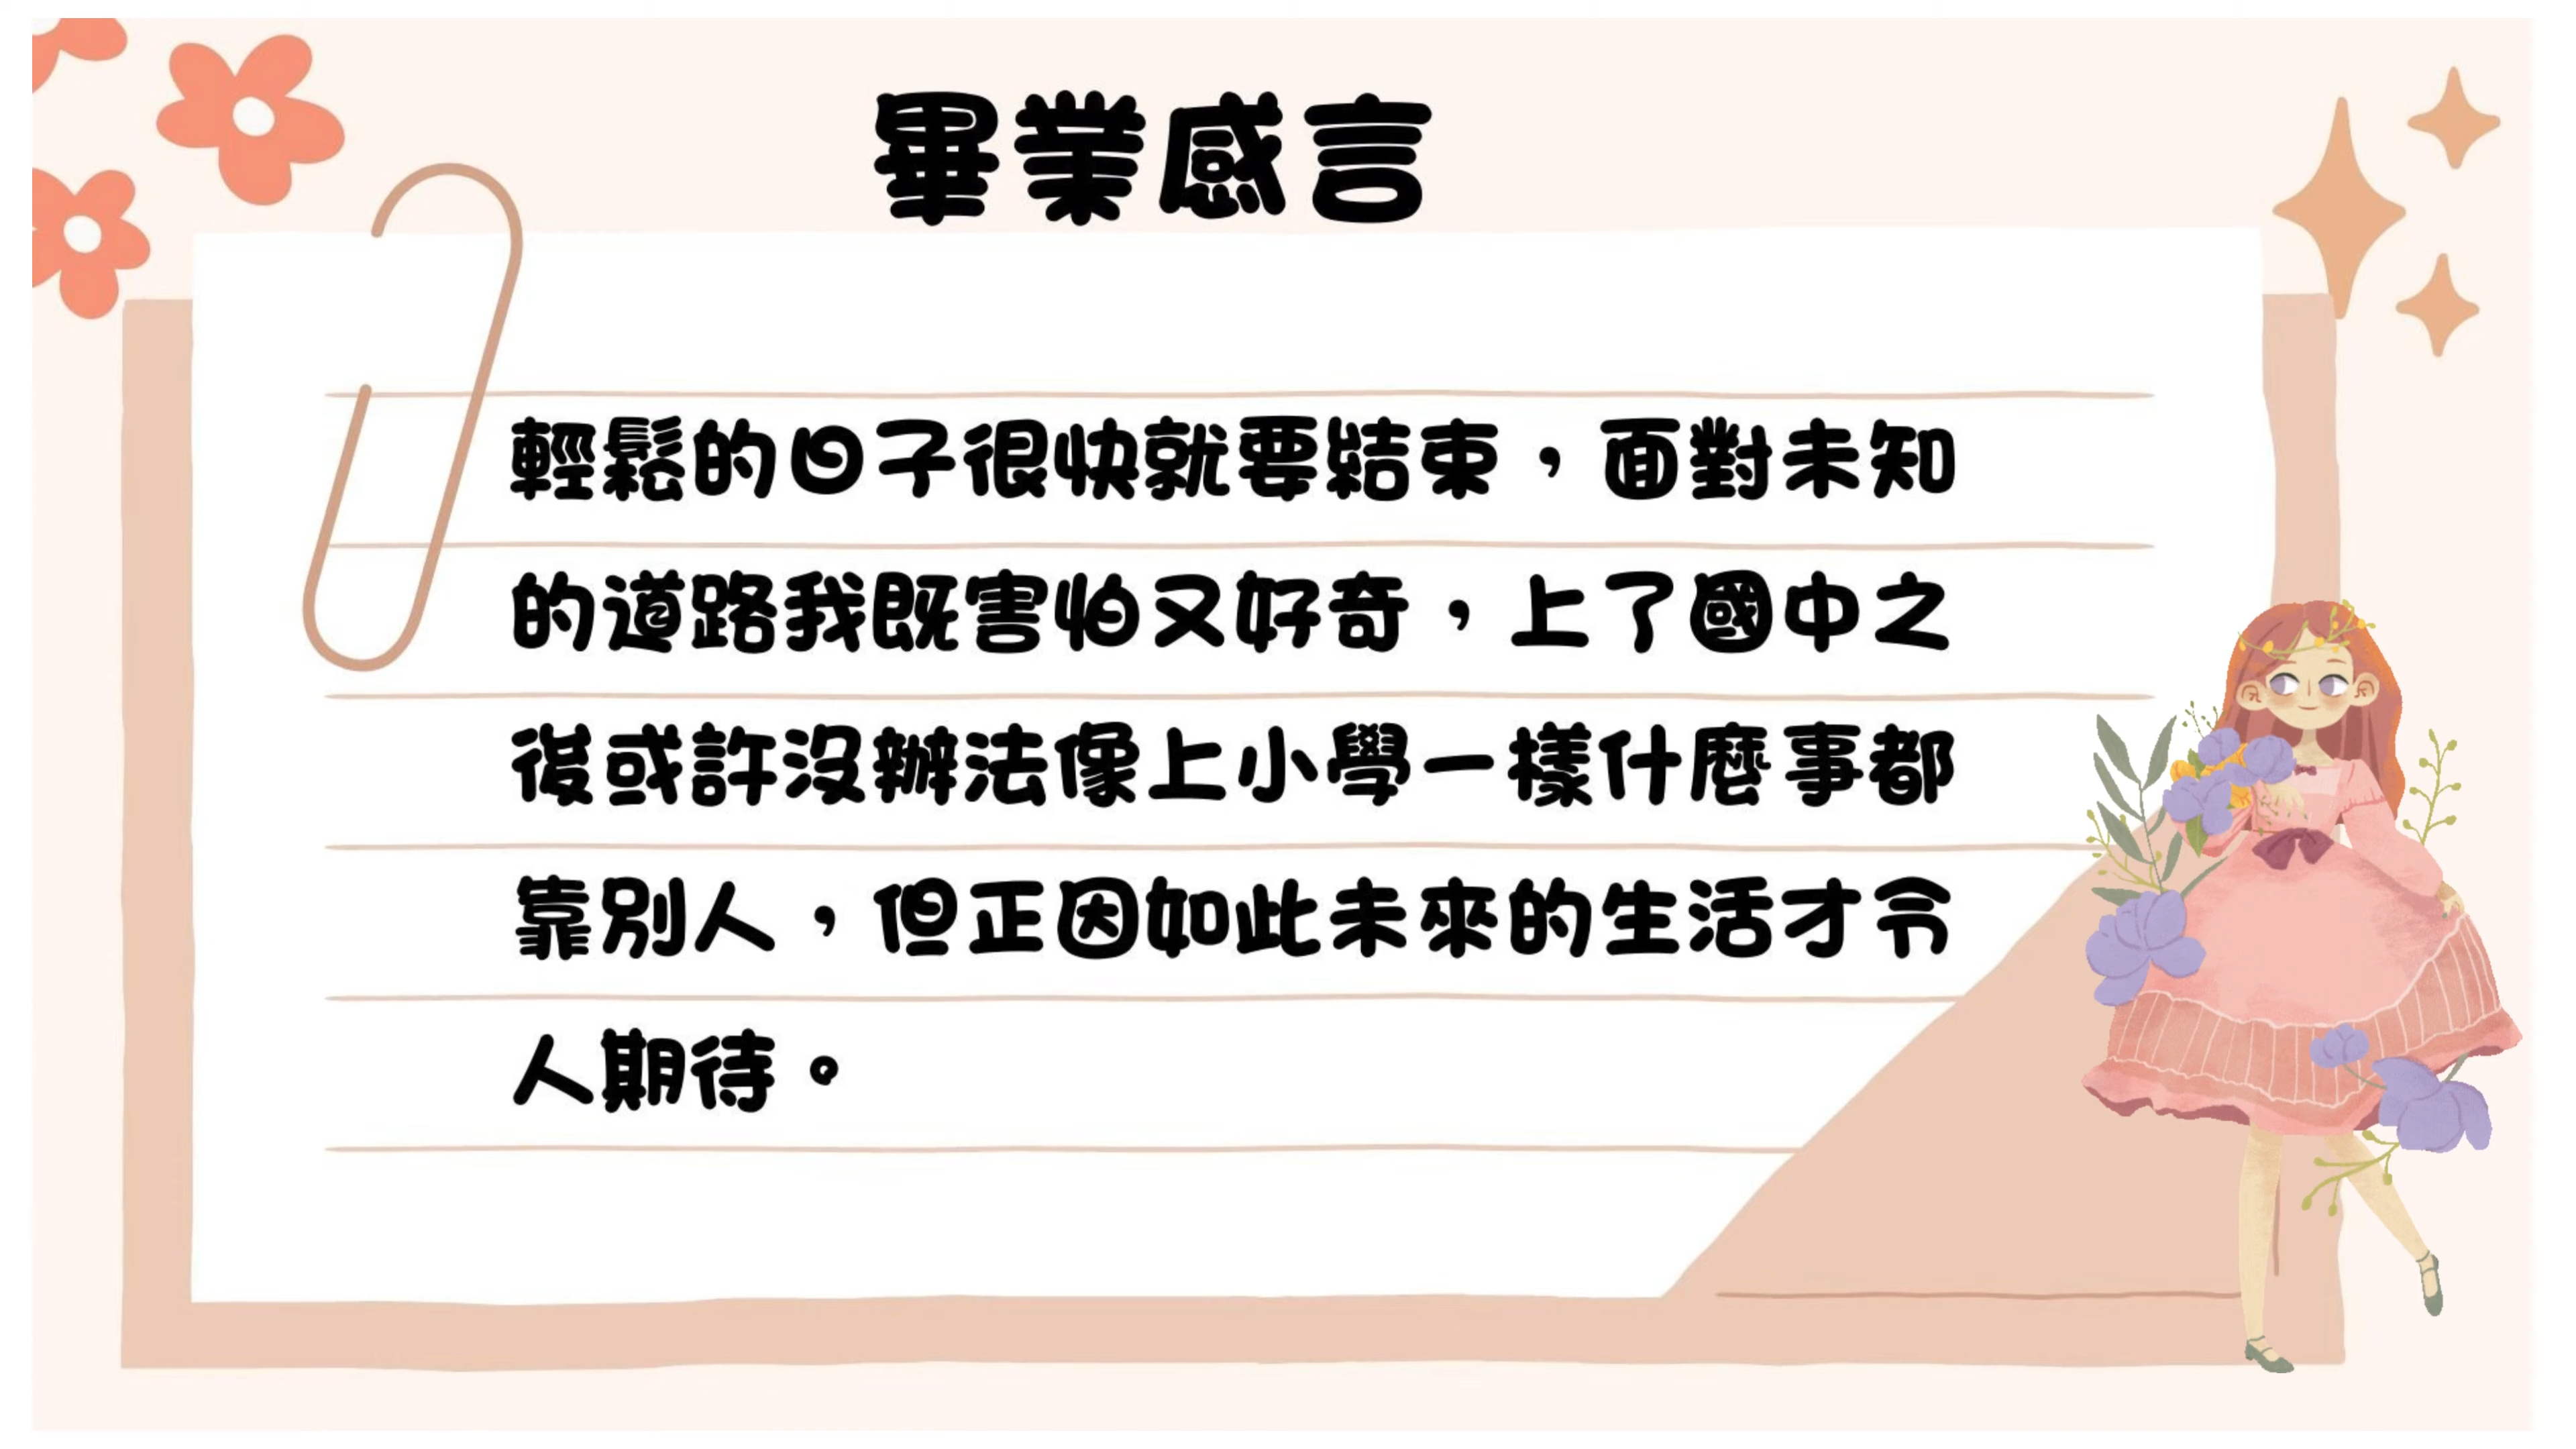 畢業感言
輕鬆的日子很快就要結束，面對未知
的道路我既害怕又好奇，上了國中之
後或許沒辦法像上小學一樣什麼事都
靠別人，但正因如此未來的生活才令
人期待。